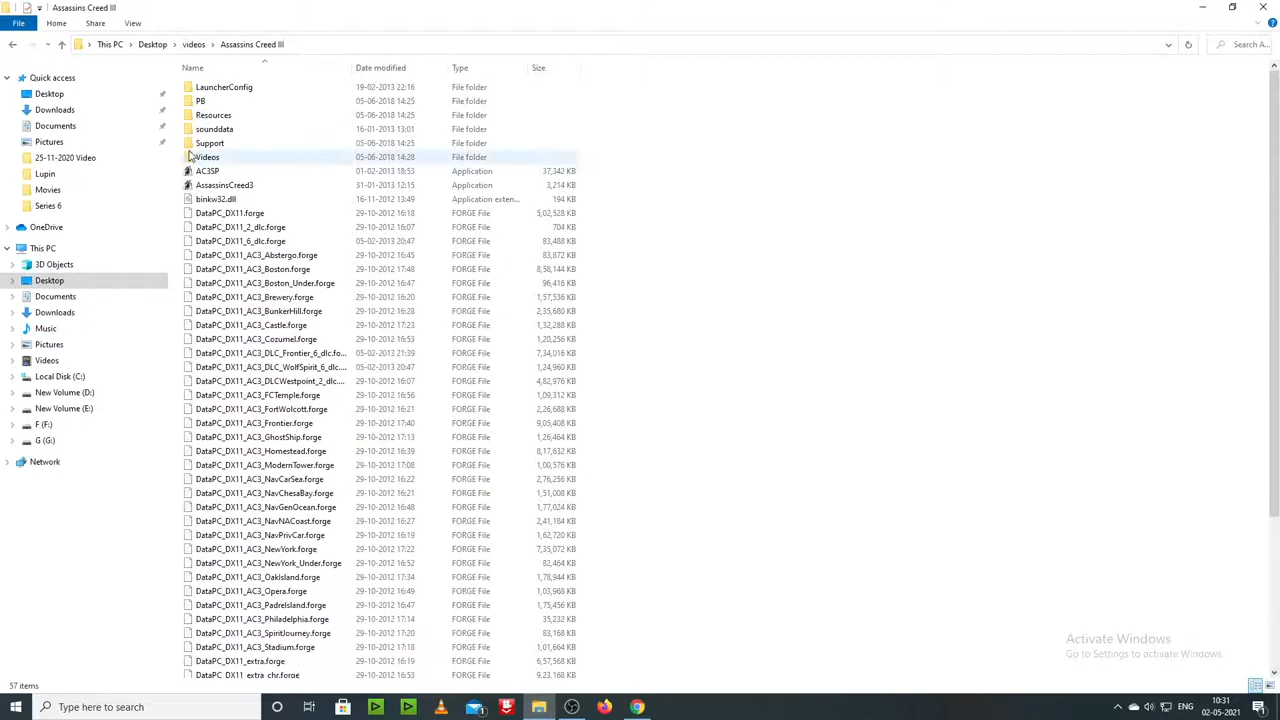 Assassins Creed III
File Home Share View
This PC Desktop videos Assassins Creed III
Search A...
Name Date modified Type Size
Quick access
Desktop
Downloads
Documents
Pictures
25-11-2020 Video
Lupin
Movies
Series 6
OneDrive
This PC
3D Objects
Desktop
Documents
Downloads
Music
Pictures
Videos
Local Disk (C:)
New Volume (D:)
New Volume (E:)
F (F:)
G (G:)
Network
LauncherConfig 19-02-2013 22:16 File folder
PB 05-06-2018 14:25 File folder
Resources 05-06-2018 14:25 File folder
sounddata 16-01-2013 13:01 File folder
Support 05-06-2018 14:25 File folder
Videos 05-06-2018 14:28 File folder
AC3SP 01-02-2013 18:53 Application 37,342 KB
AssassinsCreed3 31-01-2013 12:15 Application 3,214 KB
binkw32.dll 16-11-2012 13:49 Application exten... 194 KB
DataPC_DX11.forge 29-10-2012 16:18 FORGE File 5,02,528 KB
DataPC_DX11_2_dlc.forge 29-10-2012 16:07 FORGE File 704 KB
DataPC_DX11_6_dlc.forge 05-02-2013 20:47 FORGE File 83,488 KB
DataPC_DX11_AC3_Abstergo.forge 29-10-2012 16:45 FORGE File 83,872 KB
DataPC_DX11_AC3_Boston.forge 29-10-2012 17:48 FORGE File 8,58,144 KB
DataPC_DX11_AC3_Boston_Under.forge 29-10-2012 16:47 FORGE File 96,416 KB
DataPC_DX11_AC3_Brewery.forge 29-10-2012 16:20 FORGE File 1,57,536 KB
DataPC_DX11_AC3_BunkerHill.forge 29-10-2012 16:28 FORGE File 2,35,680 KB
DataPC_DX11_AC3_Castle.forge 29-10-2012 17:23 FORGE File 1,32,288 KB
DataPC_DX11_AC3_Cozumel.forge 29-10-2012 16:53 FORGE File 1,20,256 KB
DataPC_DX11_AC3_DLC_Frontier_6_dlc.fo... 05-02-2013 21:39 FORGE File 7,34,016 KB
DataPC_DX11_AC3_DLC_WolfSpirit_6_dlc.... 05-02-2013 20:47 FORGE File 1,24,960 KB
DataPC_DX11_AC3_DLCWestpoint_2_dlc.... 29-10-2012 16:07 FORGE File 4,82,976 KB
DataPC_DX11_AC3_FCTemple.forge 29-10-2012 16:56 FORGE File 1,09,312 KB
DataPC_DX11_AC3_FortWolcott.forge 29-10-2012 16:21 FORGE File 2,26,688 KB
DataPC_DX11_AC3_Frontier.forge 29-10-2012 17:40 FORGE File 9,05,408 KB
DataPC_DX11_AC3_GhostShip.forge 29-10-2012 17:13 FORGE File 1,26,464 KB
DataPC_DX11_AC3_Homestead.forge 29-10-2012 16:39 FORGE File 8,17,632 KB
DataPC_DX11_AC3_ModernTower.forge 29-10-2012 17:08 FORGE File 1,00,576 KB
DataPC_DX11_AC3_NavCarSea.forge 29-10-2012 16:22 FORGE File 2,76,256 KB
DataPC_DX11_AC3_NavChesaBay.forge 29-10-2012 16:21 FORGE File 1,51,008 KB
DataPC_DX11_AC3_NavGenOcean.forge 29-10-2012 16:48 FORGE File 1,77,024 KB
DataPC_DX11_AC3_NavNACoast.forge 29-10-2012 16:31 FORGE File 2,41,184 KB
DataPC_DX11_AC3_NavPrivCar.forge 29-10-2012 16:19 FORGE File 1,62,720 KB
DataPC_DX11_AC3_NewYork.forge 29-10-2012 17:22 FORGE File 7,35,072 KB
DataPC_DX11_AC3_NewYork_Under.forge 29-10-2012 16:52 FORGE File 82,464 KB
DataPC_DX11_AC3_OakIsland.forge 29-10-2012 17:34 FORGE File 1,78,944 KB
DataPC_DX11_AC3_Opera.forge 29-10-2012 16:49 FORGE File 1,03,968 KB
DataPC_DX11_AC3_PadreIsland.forge 29-10-2012 16:47 FORGE File 1,75,456 KB
DataPC_DX11_AC3_Philadelphia.forge 29-10-2012 17:14 FORGE File 35,232 KB
DataPC_DX11_AC3_SpiritJourney.forge 29-10-2012 17:20 FORGE File 83,168 KB
DataPC_DX11_AC3_Stadium.forge 29-10-2012 17:18 FORGE File 1,01,664 KB
DataPC_DX11_extra.forge 29-10-2012 16:19 FORGE File 6,57,568 KB
DataPC_DX11_extra_chr.forge 29-10-2012 16:53 FORGE File 9,23,168 KB
Activate Windows
Go to Settings to activate Windows.
57 items
Type here to search
ENG 10:31
02-05-2021